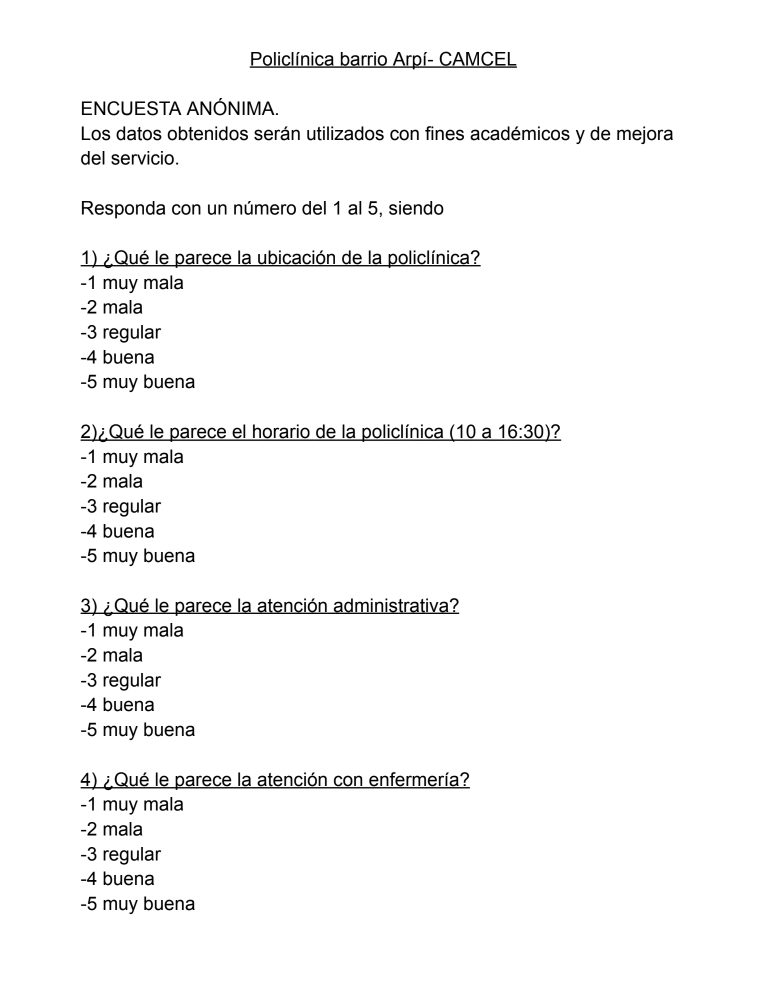 Policlínica barrio Arpí- CAMCEL
ENCUESTA ANÓNIMA.
Los datos obtenidos serán utilizados con fines académicos y de mejora
del servicio.
Responda con un número del 1 al 5, siendo
1) ¿Qué le parece la ubicación de la policlínica?
-1 muy mala
-2 mala
-3 regular
-4 buena
-5 muy buena
2)¿Qué le parece el horario de la policlínica (10 a 16:30)?
-1 muy mala
-2 mala
-3 regular
-4 buena
-5 muy buena
3) ¿Qué le parece la atención administrativa?
-1 muy mala
-2 mala
-3 regular
-4 buena
-5 muy buena
4) ¿Qué le parece la atención con enfermería?
-1 muy mala
-2 mala
-3 regular
-4 buena
-5 muy buena